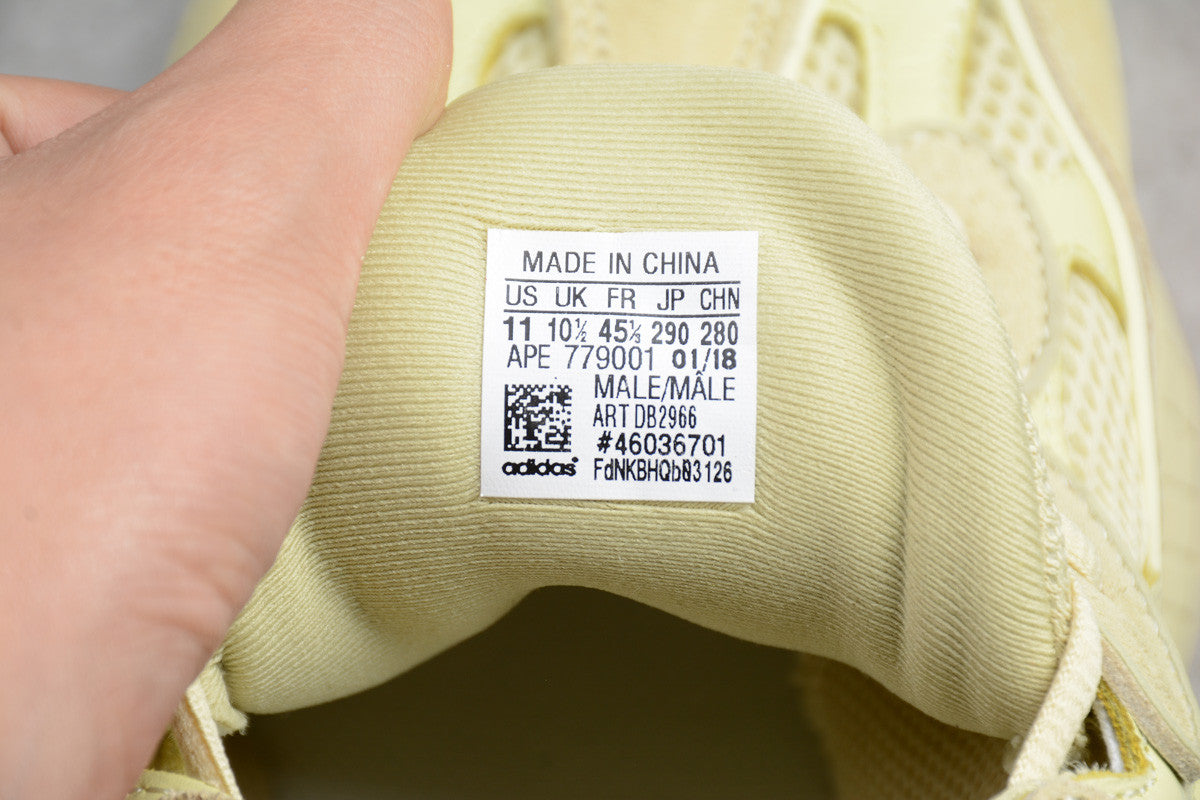 MADE IN CHINA
US UK FR JP CHN
11 10½ 45⅓ 290 280
APE 779001 01/18
MALE/MÂLE
ART DB2966
#46036701
adidas FdNKBHQb03126